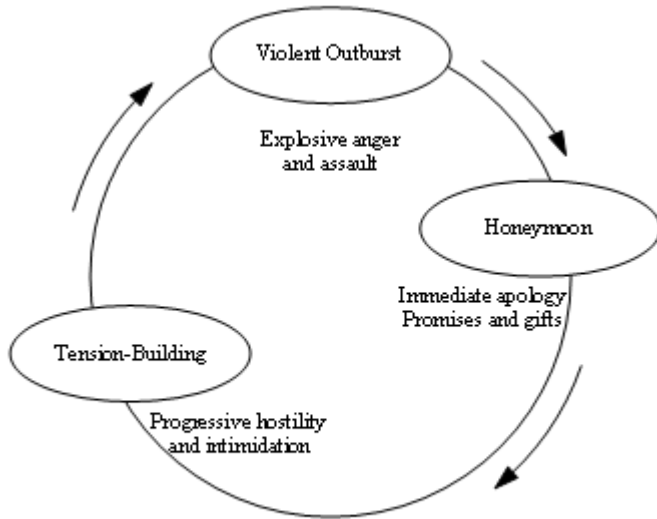 Violent Outburst
Explosive anger
and assault
Honeymoon
Immediate apology
Promises and gifts
Tension-Building
Progressive hostility
and intimidation